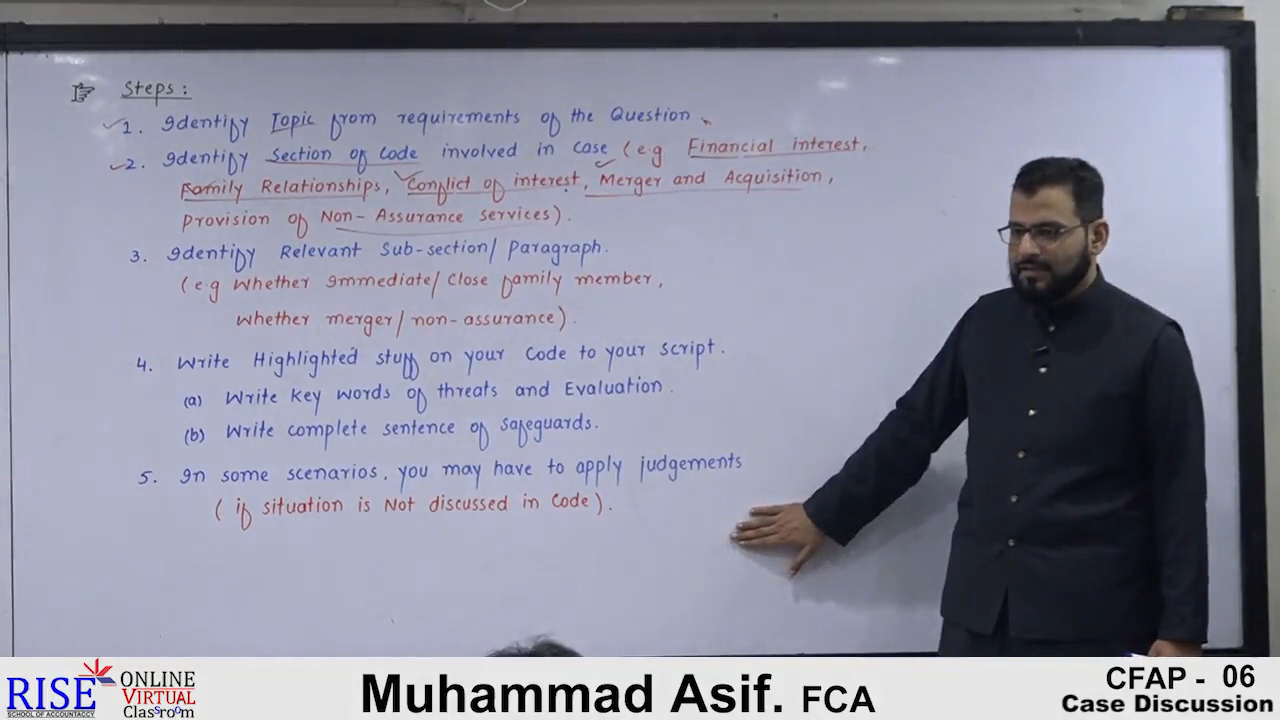 Steps:
1. Identify Topic from requirements of the Question
2. Identify Section of Code involved in case (e.g Financial interest,
Family Relationships, Conflict of interest, Merger and Acquisition,
Provision of Non-Assurance services).
3. Identify Relevant Sub-section/Paragraph.
(e.g Whether Immediate/Close family member,
Whether merger/non-assurance).
4. Write Highlighted stuff on your Code to your script.
(a) Write key words of threats and Evaluation.
(b) Write complete sentence of safeguards.
5. In some scenarios, you may have to apply judgements
(if situation is Not discussed in Code).
RISE
SCHOOL OF ACCOUNTACY
ONLINE
VIRTUAL
Classroom
Muhammad Asif. FCA
CFAP - 06
Case Discussion